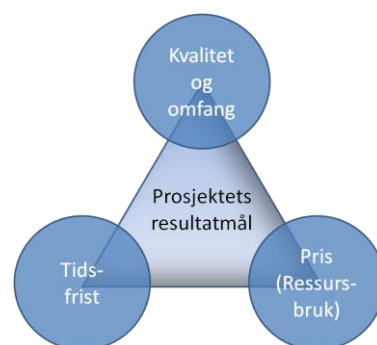 Kvalitet
og
omfang
Prosjektets
resultatmål
Tids-
frist
Pris
(Ressurs-
bruk)